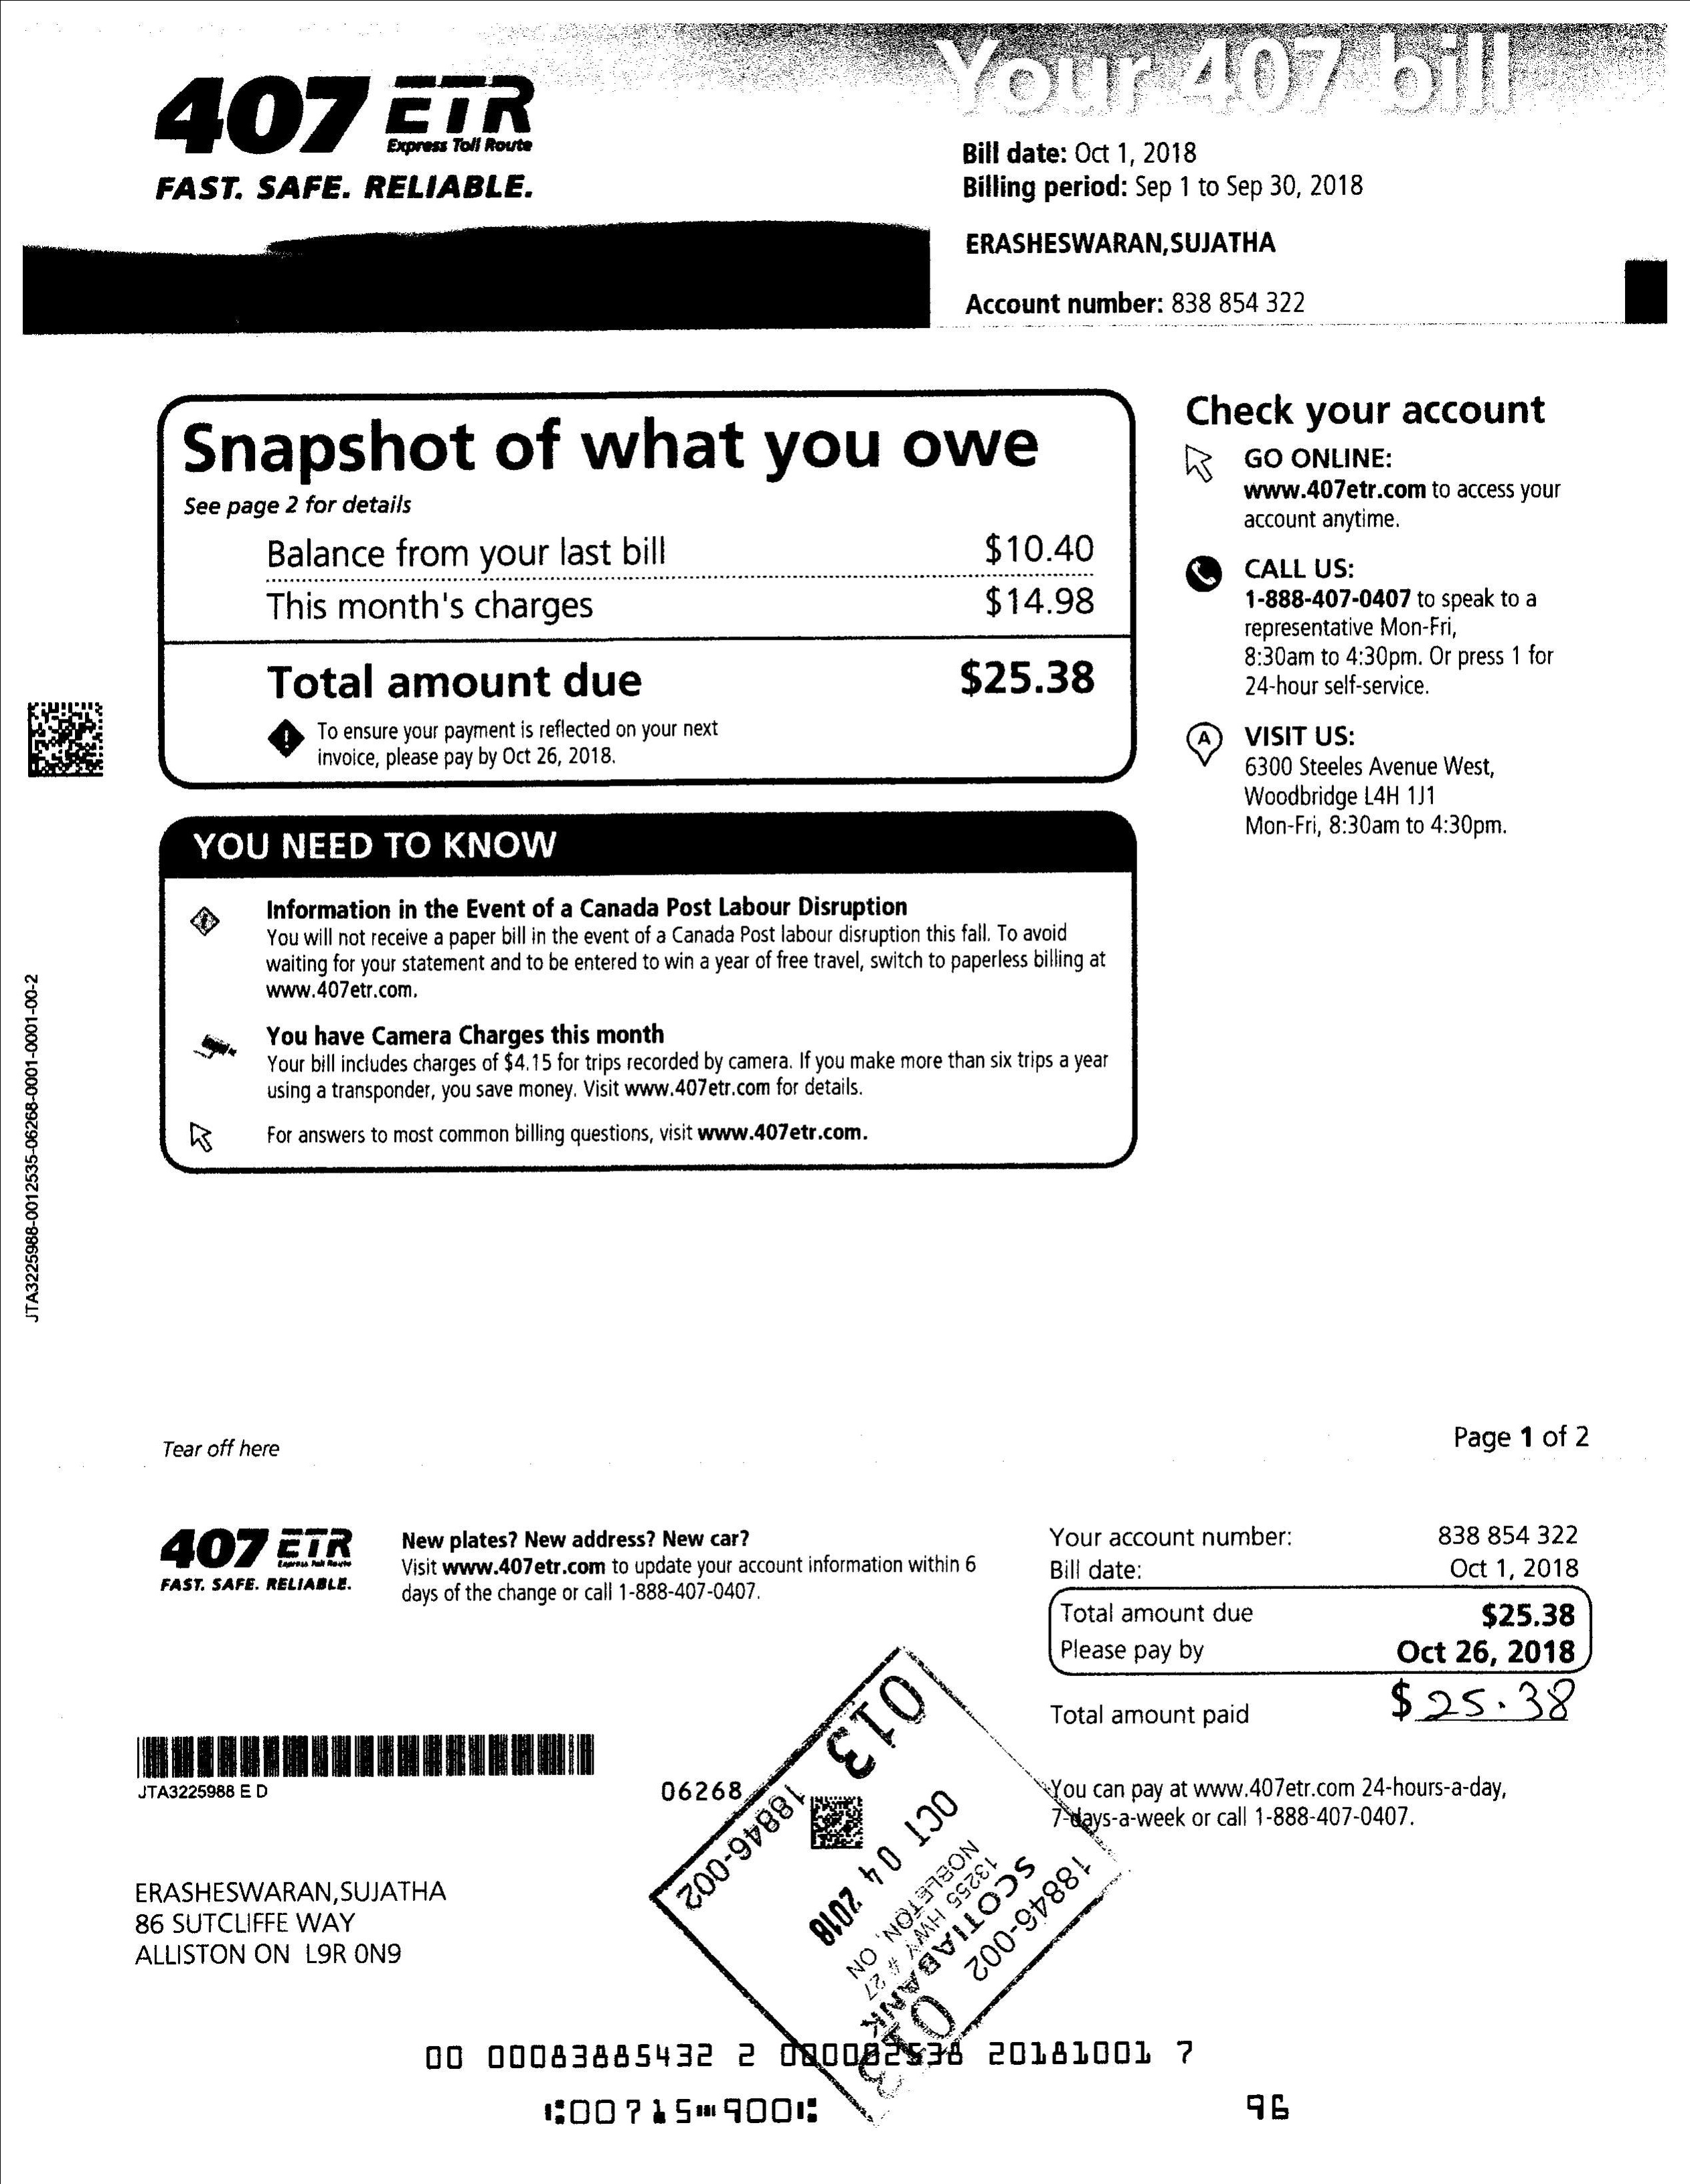 Your 407 bill
407 ETR
Express Toll Route
FAST. SAFE. RELIABLE.
Bill date: Oct 1, 2018
Billing period: Sep 1 to Sep 30, 2018
ERASHESWARAN,SUJATHA
Account number: 838 854 322
Snapshot of what you owe
See page 2 for details
Balance from your last bill $10.40
This month's charges $14.98
Total amount due $25.38
To ensure your payment is reflected on your next
invoice, please pay by Oct 26, 2018.
Check your account
GO ONLINE:
www.407etr.com to access your
account anytime.
CALL US:
1-888-407-0407 to speak to a
representative Mon-Fri,
8:30am to 4:30pm. Or press 1 for
24-hour self-service.
A
VISIT US:
6300 Steeles Avenue West,
Woodbridge L4H 1J1
Mon-Fri, 8:30am to 4:30pm.
YOU NEED TO KNOW
Information in the Event of a Canada Post Labour Disruption
You will not receive a paper bill in the event of a Canada Post labour disruption this fall. To avoid
waiting for your statement and to be entered to win a year of free travel, switch to paperless billing at
www.407etr.com.
You have Camera Charges this month
Your bill includes charges of $4.15 for trips recorded by camera. If you make more than six trips a year
using a transponder, you save money. Visit www.407etr.com for details.
For answers to most common billing questions, visit www.407etr.com.
JTA3225988-0012535-06268-0001-0001-00-2
Page 1 of 2
Tear off here
407 ETR
Express Toll Route
FAST. SAFE. RELIABLE.
New plates? New address? New car?
Visit www.407etr.com to update your account information within 6
days of the change or call 1-888-407-0407.
Your account number: 838 854 322
Bill date: Oct 1, 2018
Total amount due $25.38
Please pay by Oct 26, 2018
Total amount paid $ 25.38
You can pay at www.407etr.com 24-hours-a-day,
7-days-a-week or call 1-888-407-0407.
JTA3225988 E D
06268
013
18846-002
OCT 04 2018
NOBLETON, ON
13255 HWY # 27
SCOTIABANK
18846-002
013
ERASHESWARAN,SUJATHA
86 SUTCLIFFE WAY
ALLISTON ON L9R 0N9
00 00083885432 2 000002538 20181001 7
⑆00715⑉900⑆ 96